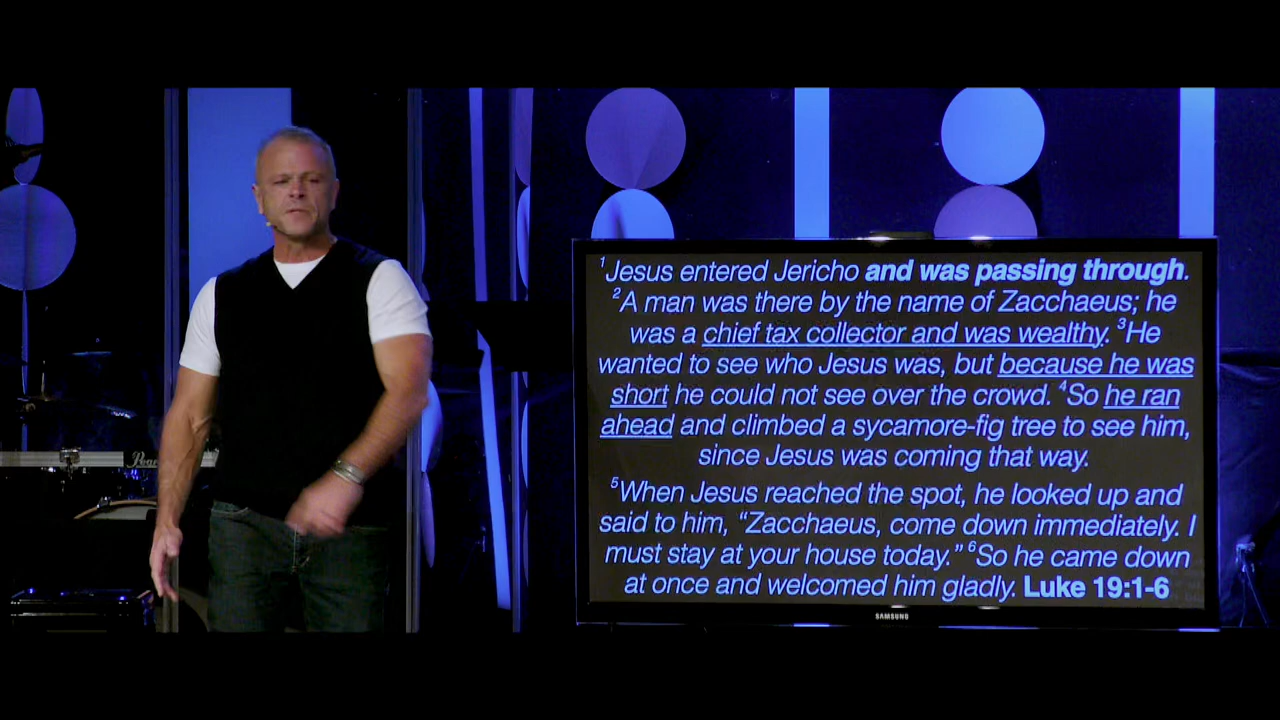 ¹Jesus entered Jericho and was passing through.
²A man was there by the name of Zacchaeus; he
was a chief tax collector and was wealthy. ³He
wanted to see who Jesus was, but because he was
short he could not see over the crowd. ⁴So he ran
ahead and climbed a sycamore-fig tree to see him,
since Jesus was coming that way.
⁵When Jesus reached the spot, he looked up and
said to him, “Zacchaeus, come down immediately. I
must stay at your house today.” ⁶So he came down
at once and welcomed him gladly. Luke 19:1-6
SAMSUNG